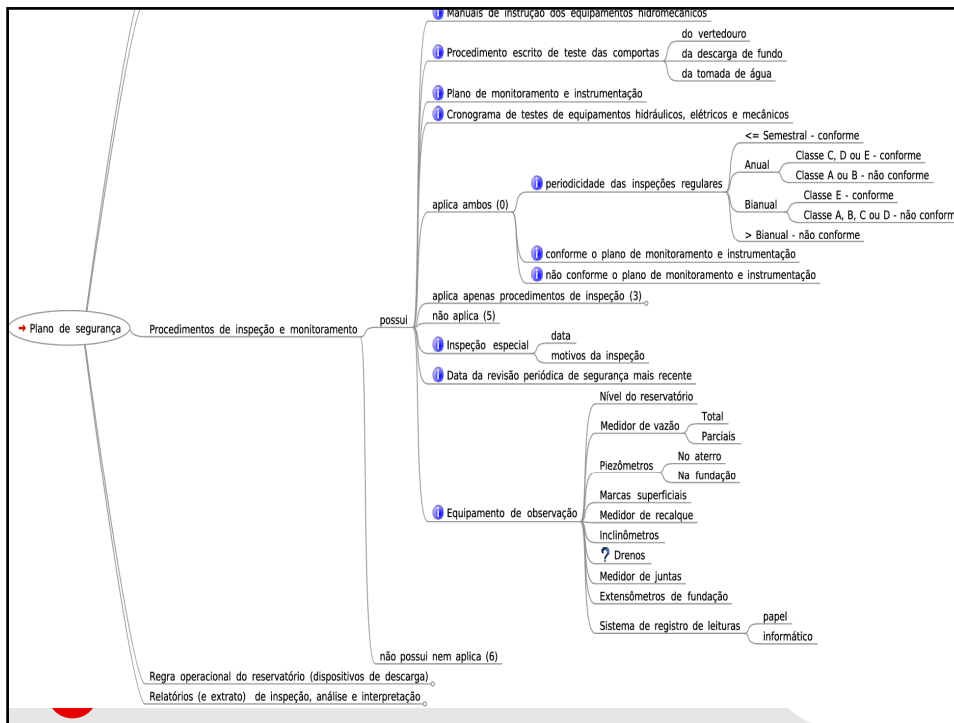 Manuais de instrução dos equipamentos hidromecânicos
do vertedouro
Procedimento escrito de teste das comportas
da descarga de fundo
da tomada de água
Plano de monitoramento e instrumentação
Cronograma de testes de equipamentos hidráulicos, elétricos e mecânicos
<= Semestral - conforme
Anual
Classe C, D ou E - conforme
Classe A ou B - não conforme
periodicidade das inspeções regulares
aplica ambos (0)
Bianual
Classe E - conforme
Classe A, B, C ou D - não conform
> Bianual - não conforme
conforme o plano de monitoramento e instrumentação
não conforme o plano de monitoramento e instrumentação
aplica apenas procedimentos de inspeção (3)
não aplica (5)
possui
Plano de segurança
Procedimentos de inspeção e monitoramento
Inspeção especial
data
motivos da inspeção
Data da revisão periódica de segurança mais recente
Nível do reservatório
Medidor de vazão
Total
Parciais
Piezômetros
No aterro
Na fundação
Marcas superficiais
Equipamento de observação
Medidor de recalque
Inclinômetros
? Drenos
Medidor de juntas
Extensômetros de fundação
Sistema de registro de leituras
papel
informático
não possui nem aplica (6)
Regra operacional do reservatório (dispositivos de descarga)
Relatórios (e extrato) de inspeção, análise e interpretação